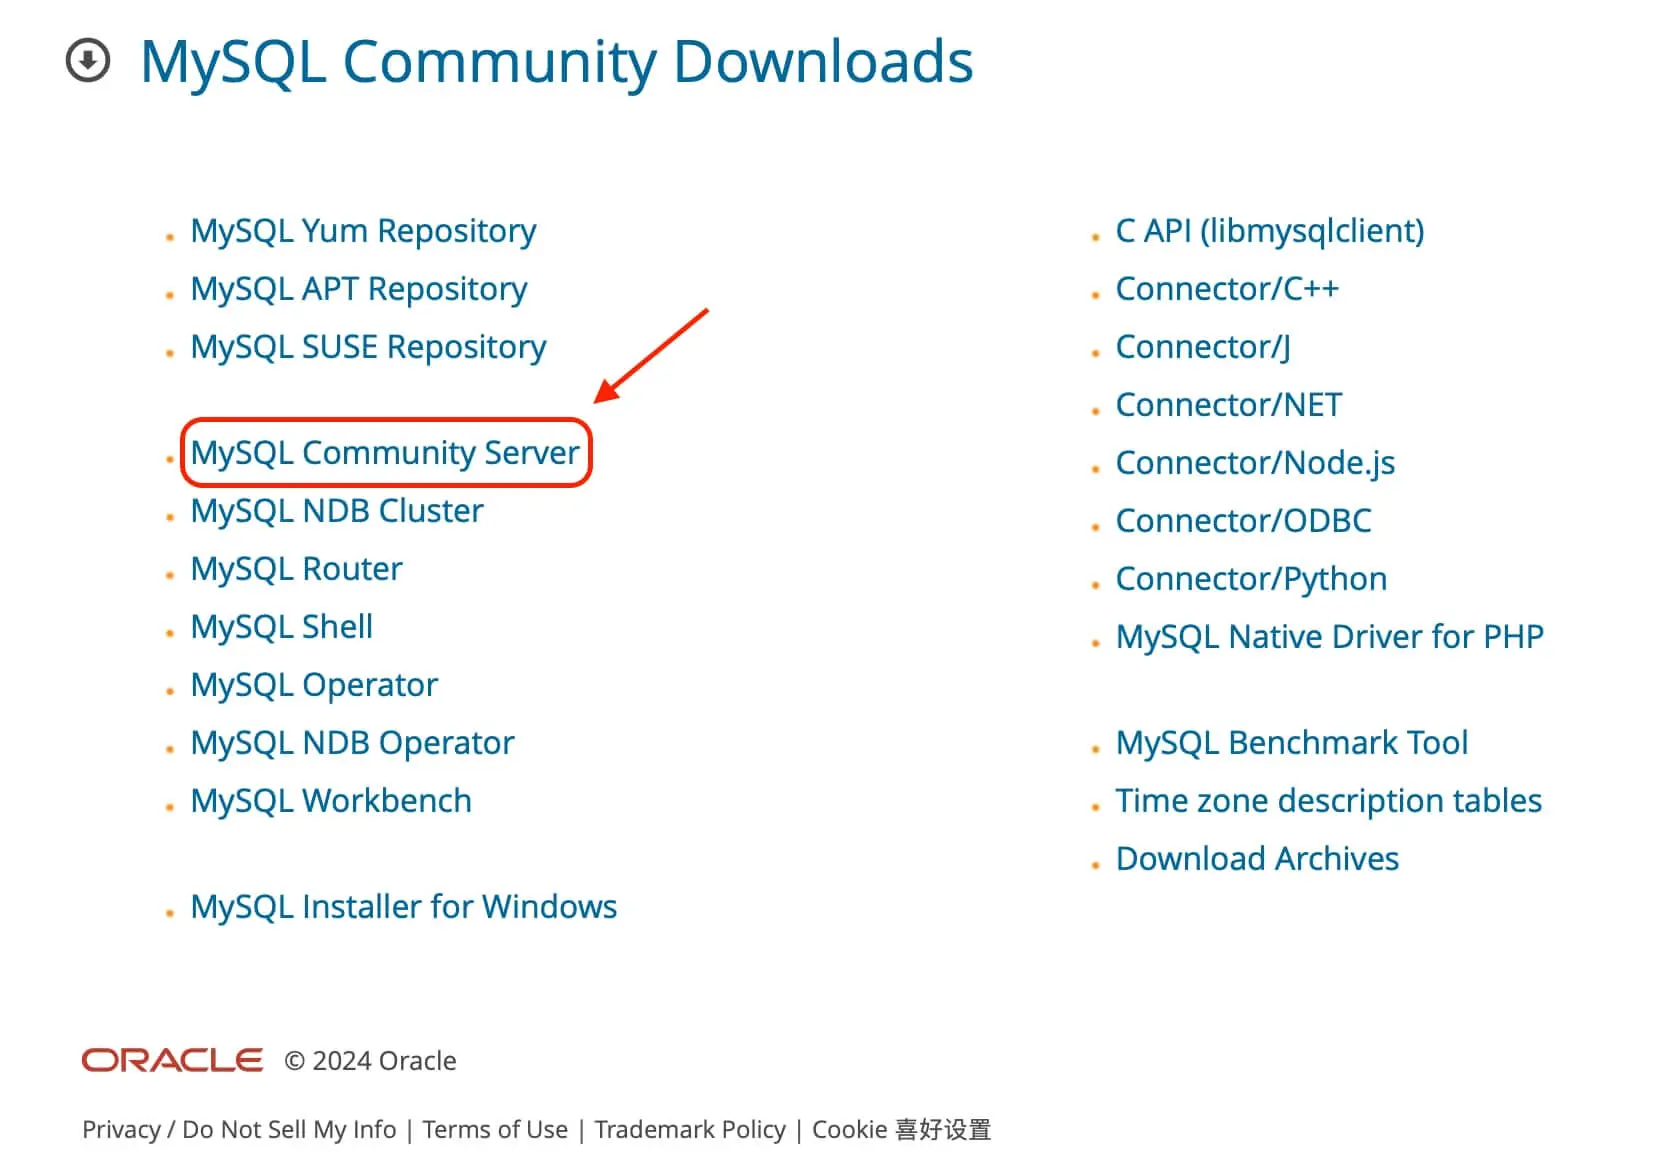 MySQL Community Downloads
MySQL Yum Repository
MySQL APT Repository
MySQL SUSE Repository
MySQL Community Server
MySQL NDB Cluster
MySQL Router
MySQL Shell
MySQL Operator
MySQL NDB Operator
MySQL Workbench
MySQL Installer for Windows
C API (libmysqlclient)
Connector/C++
Connector/J
Connector/NET
Connector/Node.js
Connector/ODBC
Connector/Python
MySQL Native Driver for PHP
MySQL Benchmark Tool
Time zone description tables
Download Archives
ORACLE © 2024 Oracle
Privacy / Do Not Sell My Info | Terms of Use | Trademark Policy | Cookie 喜好设置